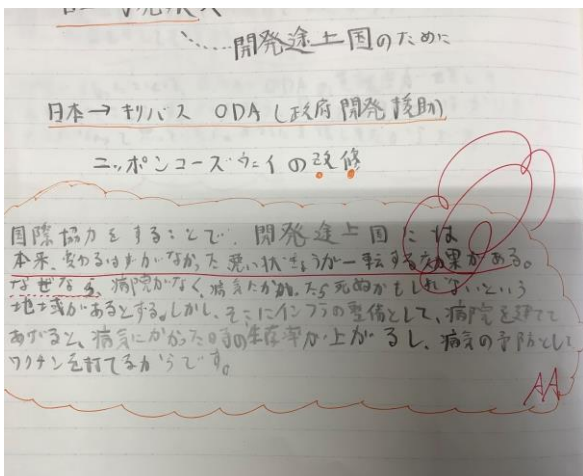 開発途上国のために
日本→キリバス ODA(政府開発援助)
ニッポンコーズウェイの改修
国際協力をすることで、開発途上国には
本来、変わるはずがなかった悪い状きょうが一転する効果がある。
なぜなら、病院がなく、病気にかかったら死ぬかもしれないという
地域があるとする。しかし、そこにインフラの整備として、病院を建てて
あげると、病気にかかった時の生存率が上がるし、病気の予防として
ワクチンを打てるからです。
AA